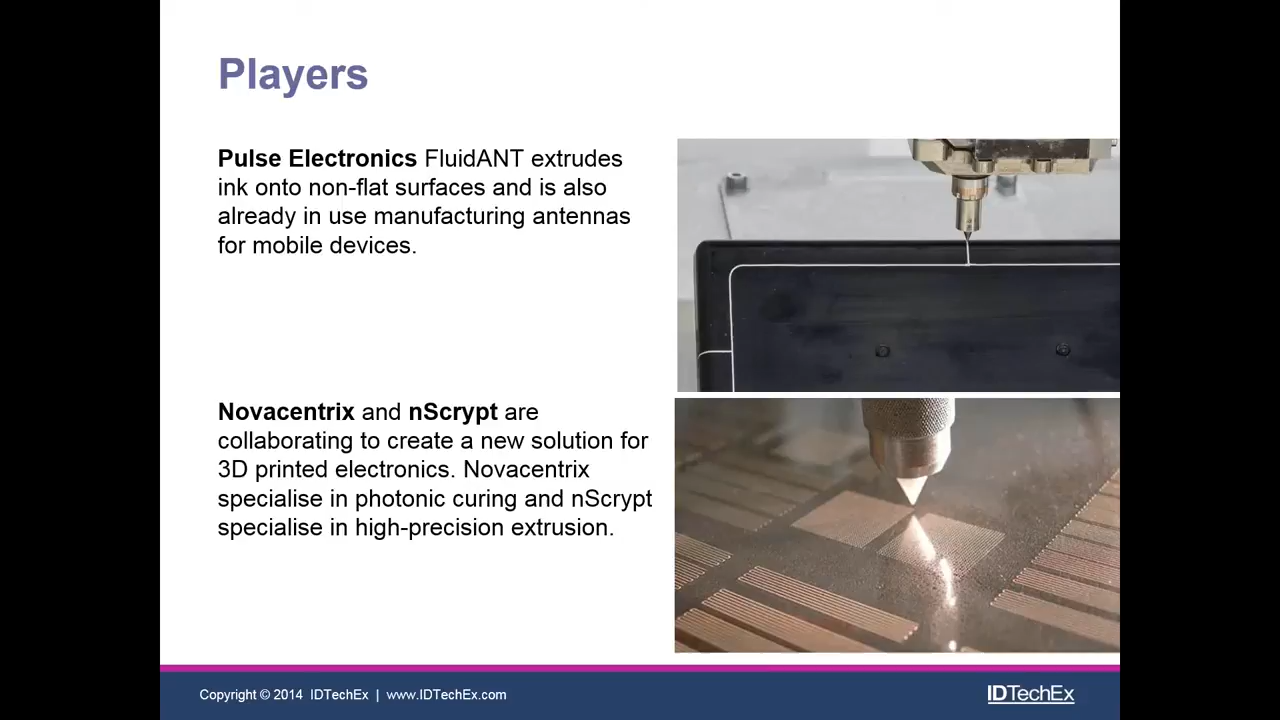 Players
Pulse Electronics FluidANT extrudes
ink onto non-flat surfaces and is also
already in use manufacturing antennas
for mobile devices.
Novacentrix and nScrypt are
collaborating to create a new solution for
3D printed electronics. Novacentrix
specialise in photonic curing and nScrypt
specialise in high-precision extrusion.
Copyright © 2014 IDTechEx | www.IDTechEx.com
IDTechEx